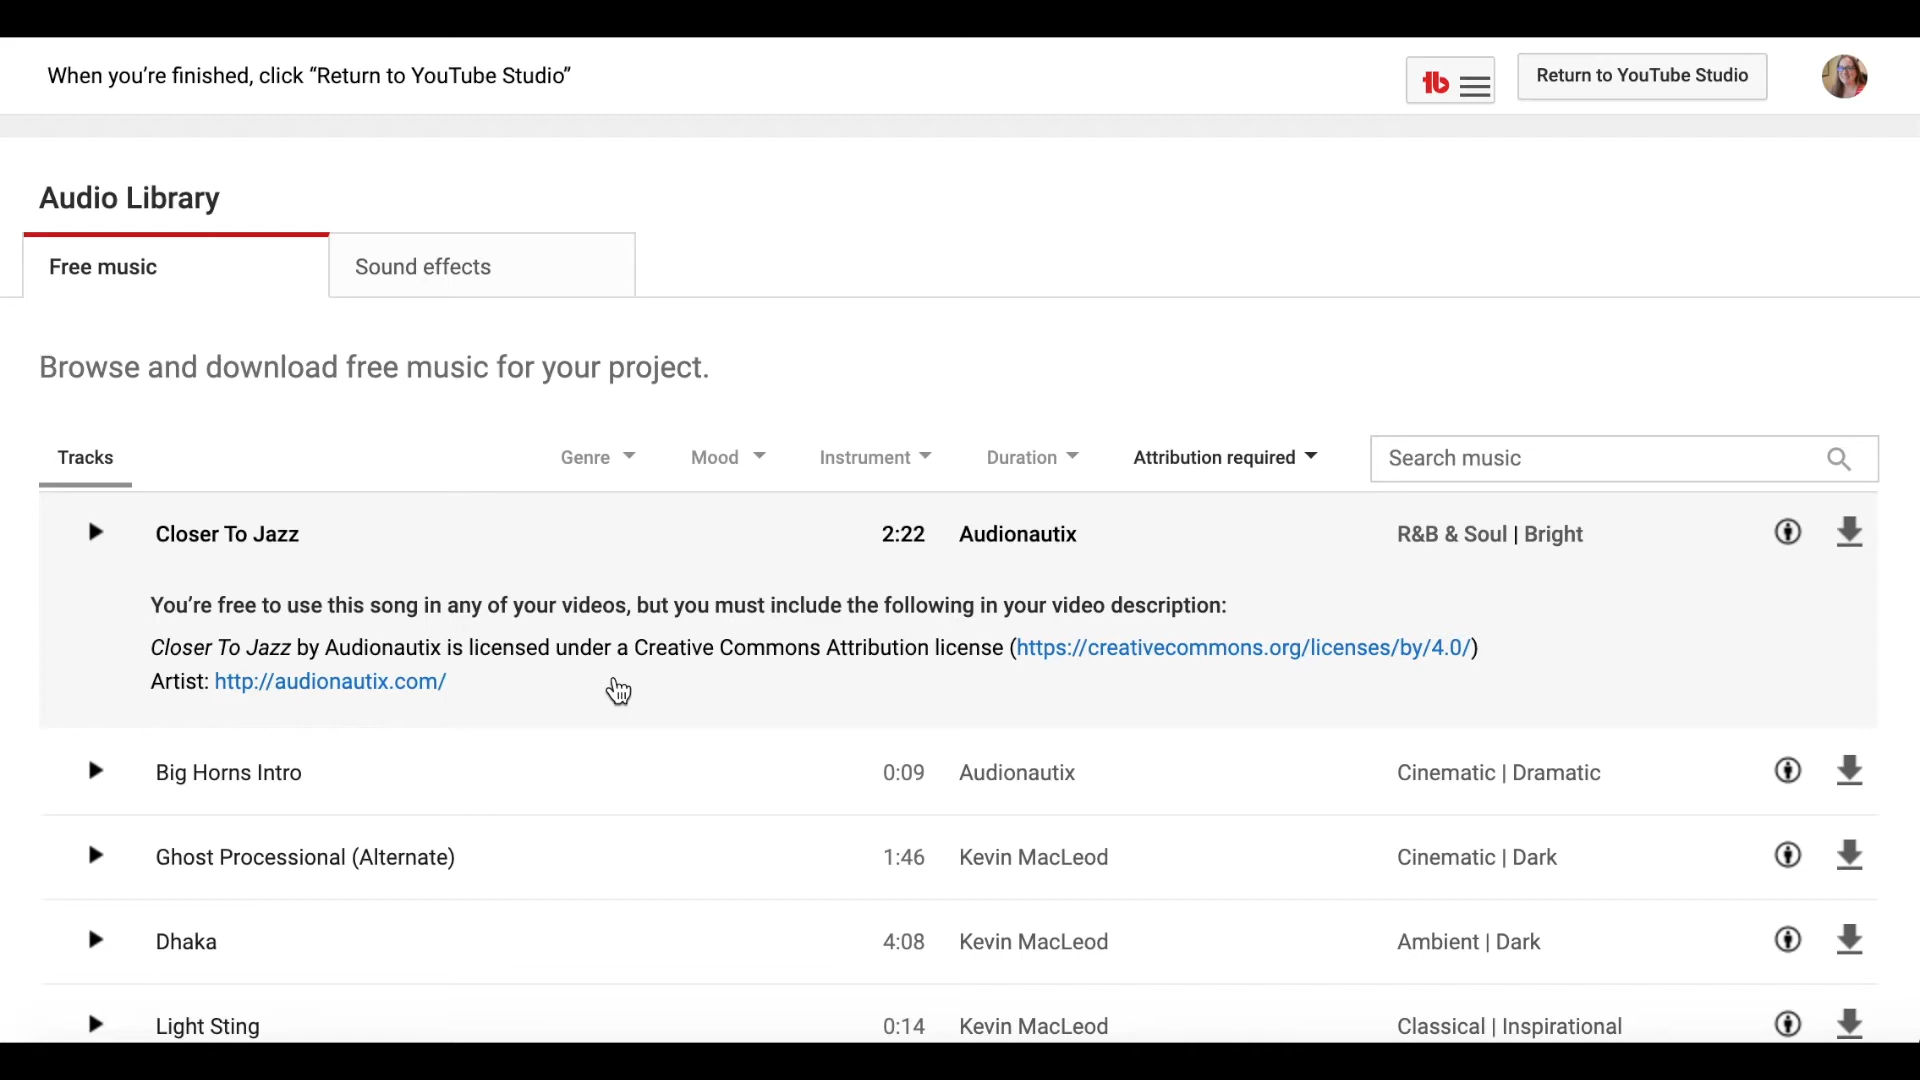 When you’re finished, click “Return to YouTube Studio”
tb
Return to YouTube Studio
Audio Library
Free music
Sound effects
Browse and download free music for your project.
Tracks
Genre
Mood
Instrument
Duration
Attribution required
Search music
Closer To Jazz 2:22 Audionautix R&B & Soul | Bright
You’re free to use this song in any of your videos, but you must include the following in your video description:
Closer To Jazz by Audionautix is licensed under a Creative Commons Attribution license (https://creativecommons.org/licenses/by/4.0/)
Artist: http://audionautix.com/
Big Horns Intro 0:09 Audionautix Cinematic | Dramatic
Ghost Processional (Alternate) 1:46 Kevin MacLeod Cinematic | Dark
Dhaka 4:08 Kevin MacLeod Ambient | Dark
Light Sting 0:14 Kevin MacLeod Classical | Inspirational